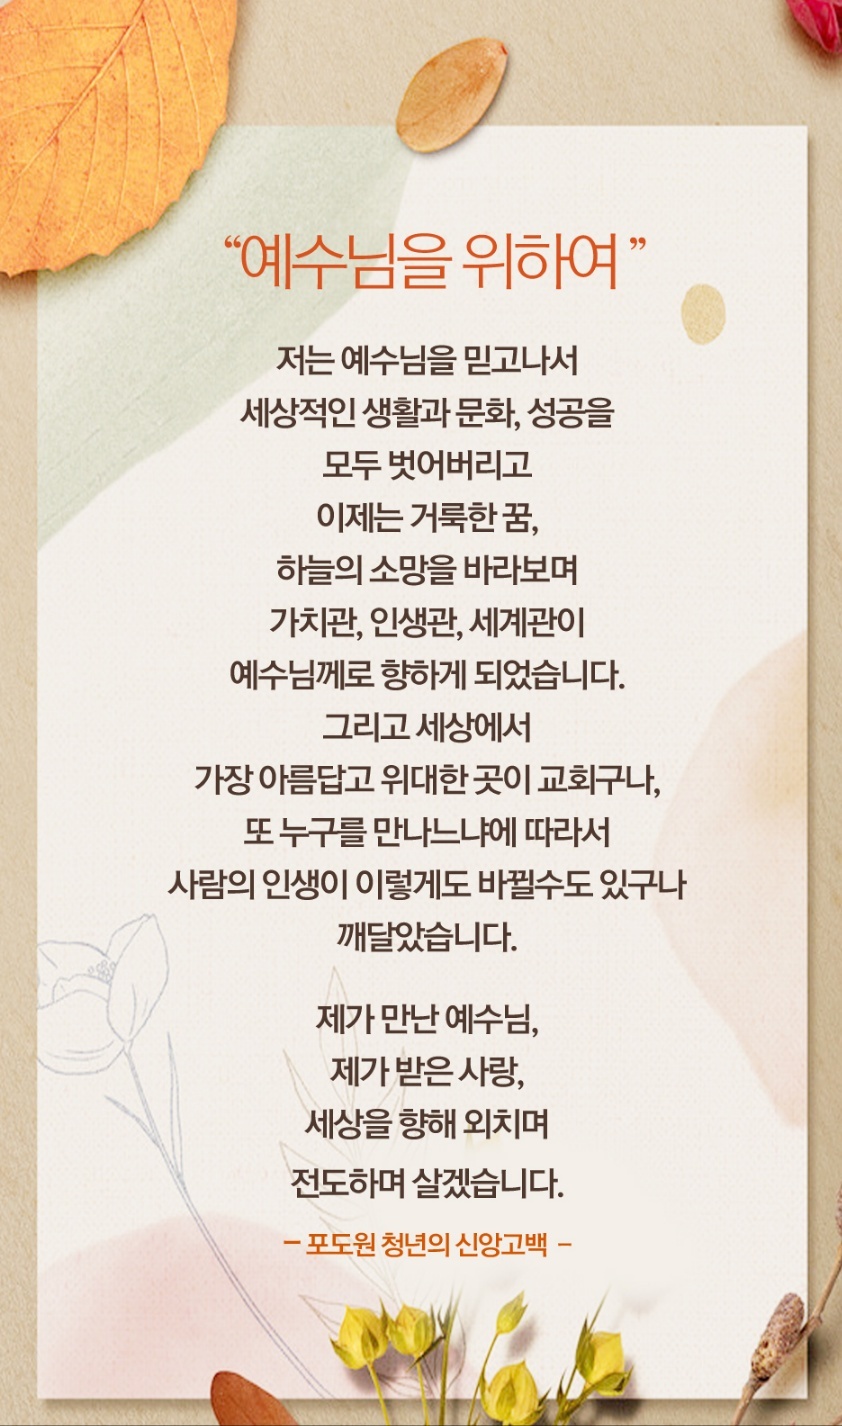 “예수님을 위하여 ”
저는 예수님을 믿고나서
세상적인 생활과 문화, 성공을
모두 벗어버리고
이제는 거룩한 꿈,
하늘의 소망을 바라보며
가치관, 인생관, 세계관이
예수님께로 향하게 되었습니다.
그리고 세상에서
가장 아름답고 위대한 곳이 교회구나,
또 누구를 만나느냐에 따라서
사람의 인생이 이렇게도 바뀔수도 있구나
깨달았습니다.
제가 만난 예수님,
제가 받은 사랑,
세상을 향해 외치며
전도하며 살겠습니다.
– 포도원 청년의 신앙고백 –